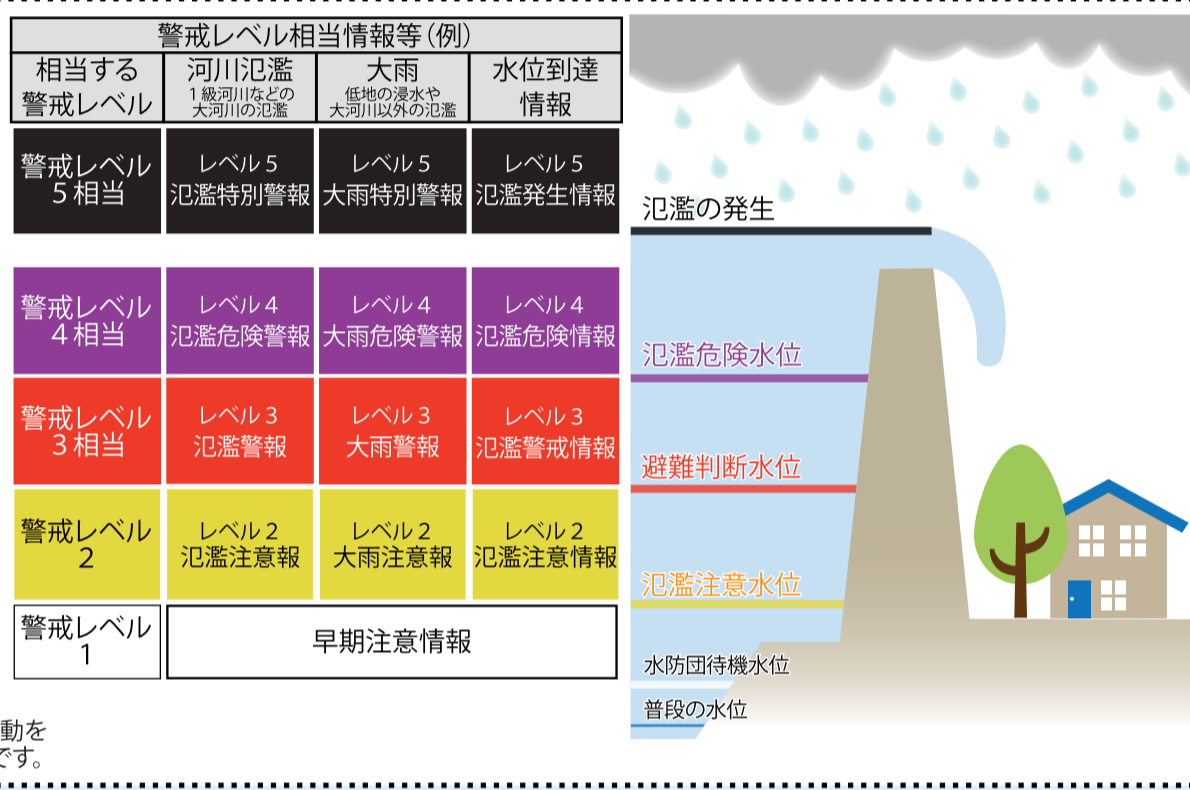 警戒レベル相当情報等(例)
相当する
警戒レベル
河川氾濫
1級河川などの
大河川の氾濫
大雨
低地の浸水や
大河川以外の氾濫
水位到達
情報
警戒レベル
5相当
レベル5
氾濫特別警報
レベル5
大雨特別警報
レベル5
氾濫発生情報
警戒レベル
4相当
レベル4
氾濫危険警報
レベル4
大雨危険警報
レベル4
氾濫危険情報
警戒レベル
3相当
レベル3
氾濫警報
レベル3
大雨警報
レベル3
氾濫警戒情報
警戒レベル
2
レベル2
氾濫注意報
レベル2
大雨注意報
レベル2
氾濫注意情報
警戒レベル
1
早期注意情報
動を
です。
氾濫の発生
氾濫危険水位
避難判断水位
氾濫注意水位
水防団待機水位
普段の水位